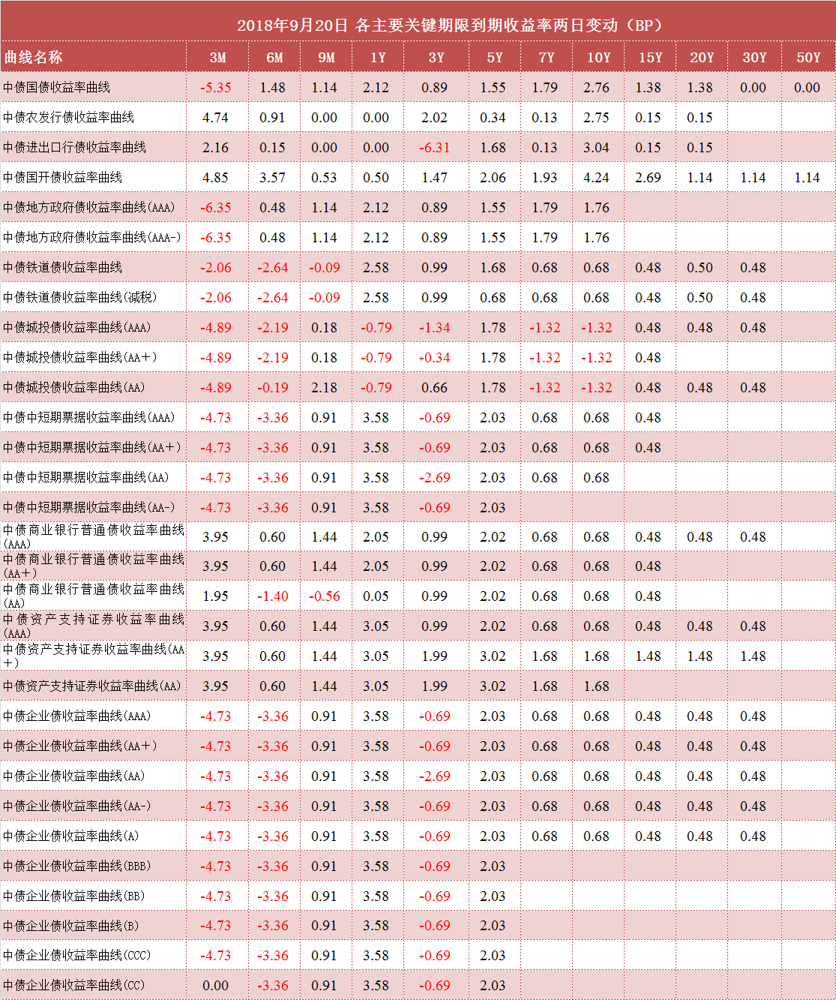 2018年9月20日 各主要关键期限到期收益率两日变动（BP）
曲线名称 3M 6M 9M 1Y 3Y 5Y 7Y 10Y 15Y 20Y 30Y 50Y
中债国债收益率曲线 -5.35 1.48 1.14 2.12 0.89 1.55 1.79 2.76 1.38 1.38 0.00 0.00
中债农发行债收益率曲线 4.74 0.91 0.00 0.00 2.02 0.34 0.13 2.75 0.15 0.15
中债进出口行债收益率曲线 2.16 0.15 0.00 0.00 -6.31 1.68 0.13 3.04 0.15 0.15
中债国开债收益率曲线 4.85 3.57 0.53 0.50 1.47 2.06 1.93 4.24 2.69 1.14 1.14 1.14
中债地方政府债收益率曲线(AAA) -6.35 0.48 1.14 2.12 0.89 1.55 1.79 1.76
中债地方政府债收益率曲线(AAA-) -6.35 0.48 1.14 2.12 0.89 1.55 1.79 1.76
中债铁道债收益率曲线 -2.06 -2.64 -0.09 2.58 0.99 1.68 0.68 0.68 0.48 0.50 0.48
中债铁道债收益率曲线(减税) -2.06 -2.64 -0.09 2.58 0.99 0.68 0.68 0.68 0.48 0.50 0.48
中债城投债收益率曲线(AAA) -4.89 -2.19 0.18 -0.79 -1.34 1.78 -1.32 -1.32 0.48 0.48 0.48
中债城投债收益率曲线(AA＋) -4.89 -2.19 0.18 -0.79 -0.34 1.78 -1.32 -1.32 0.48
中债城投债收益率曲线(AA) -4.89 -0.19 2.18 -0.79 0.66 1.78 -1.32 -1.32 0.48 0.48 0.48
中债中短期票据收益率曲线(AAA) -4.73 -3.36 0.91 3.58 -0.69 2.03 0.68 0.68 0.48
中债中短期票据收益率曲线(AA＋) -4.73 -3.36 0.91 3.58 -0.69 2.03 0.68 0.68 0.48
中债中短期票据收益率曲线(AA) -4.73 -3.36 0.91 3.58 -2.69 2.03 0.68 0.68
中债中短期票据收益率曲线(AA-) -4.73 -3.36 0.91 3.58 -0.69 2.03
中债商业银行普通债收益率曲线
(AAA) 3.95 0.60 1.44 2.05 0.99 2.02 0.68 0.68 0.48 0.48 0.48
中债商业银行普通债收益率曲线
(AA＋) 3.95 0.60 1.44 2.05 0.99 2.02 0.68 0.68 0.48
中债商业银行普通债收益率曲线
(AA) 1.95 -1.40 -0.56 0.05 0.99 2.02 0.68 0.68 0.48
中债资产支持证券收益率曲线
(AAA) 3.95 0.60 1.44 3.05 0.99 2.02 0.68 0.68 0.48 0.48 0.48
中债资产支持证券收益率曲线(AA
＋) 3.95 0.60 1.44 3.05 1.99 3.02 1.68 1.68 1.48 1.48 1.48
中债资产支持证券收益率曲线(AA) 3.95 0.60 1.44 3.05 1.99 3.02 1.68 1.68
中债企业债收益率曲线(AAA) -4.73 -3.36 0.91 3.58 -0.69 2.03 0.68 0.68 0.48 0.48 0.48
中债企业债收益率曲线(AA＋) -4.73 -3.36 0.91 3.58 -0.69 2.03 0.68 0.68 0.48 0.48 0.48
中债企业债收益率曲线(AA) -4.73 -3.36 0.91 3.58 -2.69 2.03 0.68 0.68 0.48 0.48 0.48
中债企业债收益率曲线(AA-) -4.73 -3.36 0.91 3.58 -0.69 2.03 0.68 0.68 0.48 0.48 0.48
中债企业债收益率曲线(A) -4.73 -3.36 0.91 3.58 -0.69 2.03 0.68 0.68 0.48 0.48 0.48
中债企业债收益率曲线(BBB) -4.73 -3.36 0.91 3.58 -0.69 2.03
中债企业债收益率曲线(BB) -4.73 -3.36 0.91 3.58 -0.69 2.03
中债企业债收益率曲线(B) -4.73 -3.36 0.91 3.58 -0.69 2.03
中债企业债收益率曲线(CCC) -4.73 -3.36 0.91 3.58 -0.69 2.03
中债企业债收益率曲线(CC) 0.00 -3.36 0.91 3.58 -0.69 2.03